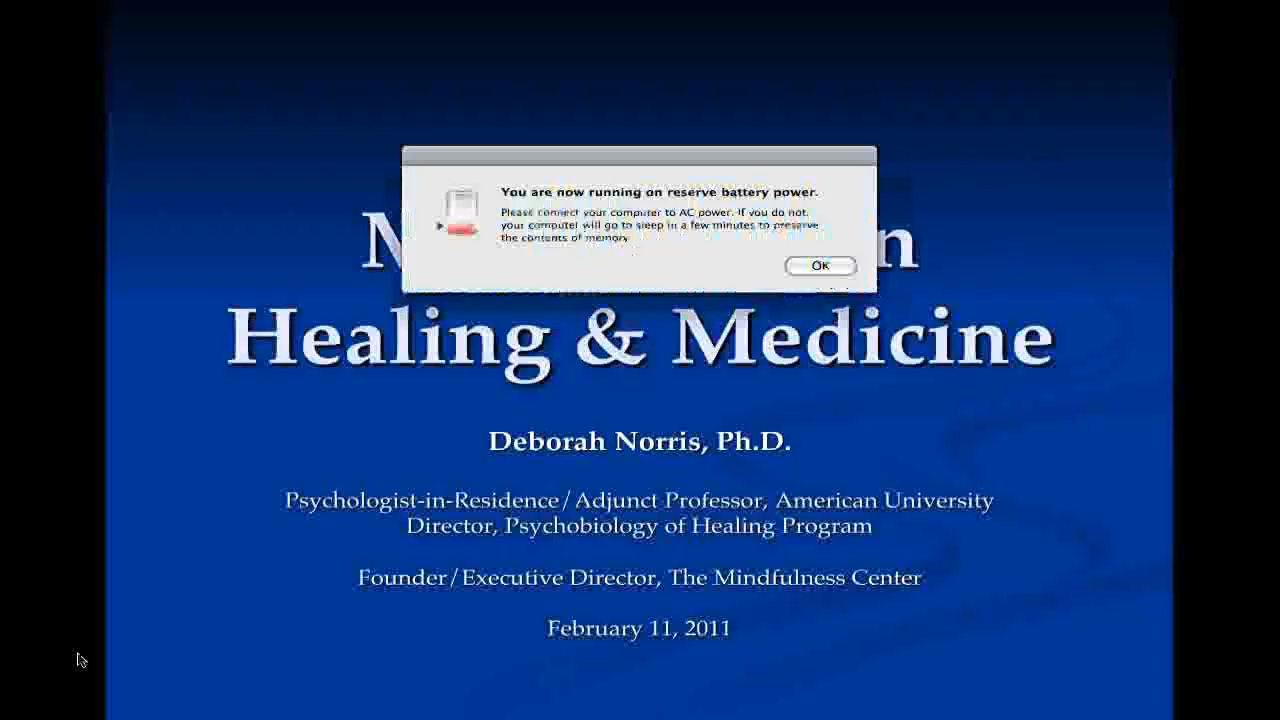 You are now running on reserve battery power.
Please connect your computer to AC power. If you do not,
your computer will go to sleep in a few minutes to preserve
the contents of memory.
OK
Healing & Medicine
Deborah Norris, Ph.D.
Psychologist-in-Residence/Adjunct Professor, American University
Director, Psychobiology of Healing Program
Founder/Executive Director, The Mindfulness Center
February 11, 2011